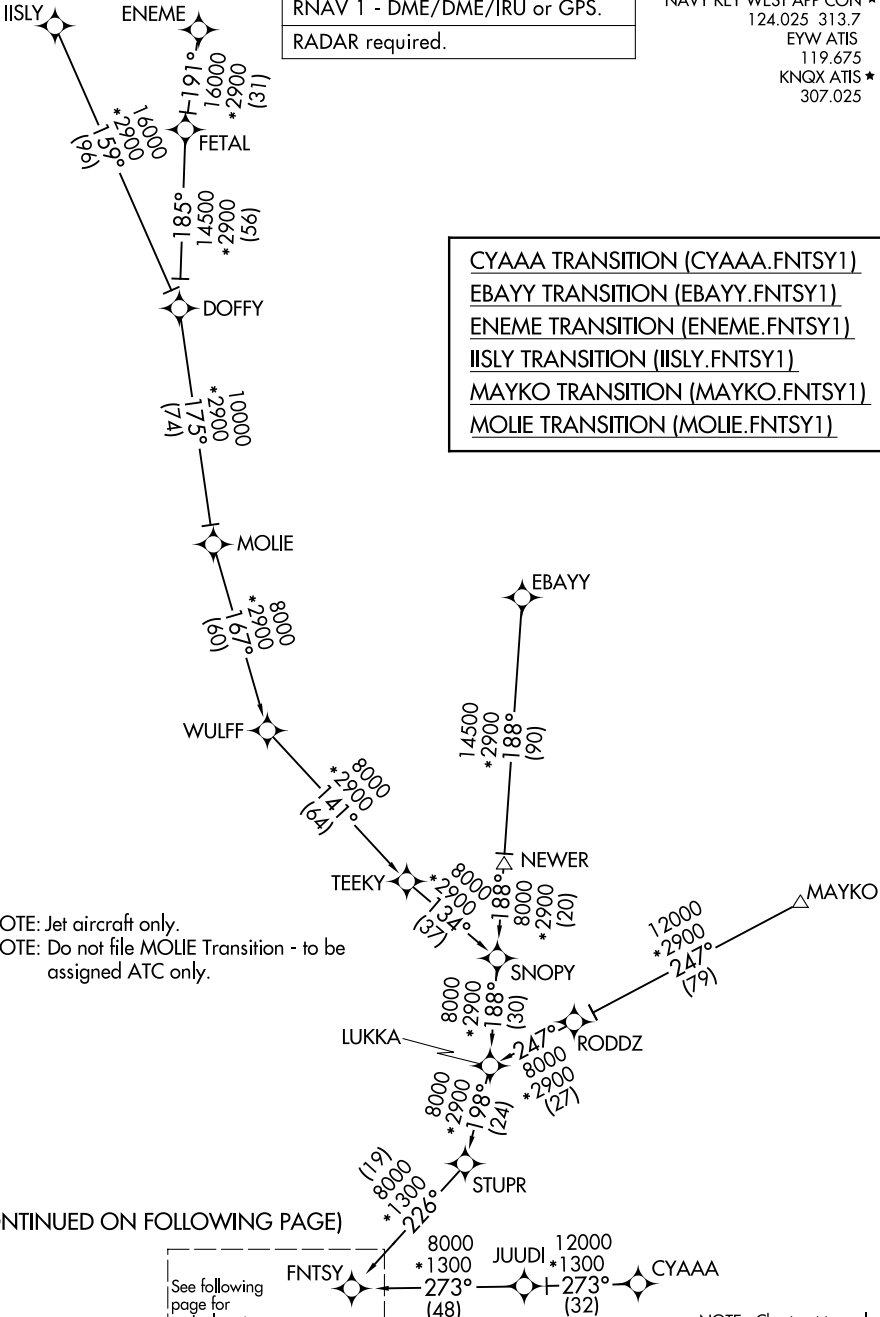 IISLY
ENEME
RNAV 1 - DME/DME/IRU or GPS.
RADAR required.
NAVY KEY WEST APP CON ★
124.025 313.7
EYW ATIS
119.675
KNQX ATIS ★
307.025
191°
16000
*2900
(31)
FETAL
16000
*2900
159°
(96)
185°
14500
*2900
(56)
DOFFY
CYAAA TRANSITION (CYAAA.FNTSY1)
EBAYY TRANSITION (EBAYY.FNTSY1)
ENEME TRANSITION (ENEME.FNTSY1)
IISLY TRANSITION (IISLY.FNTSY1)
MAYKO TRANSITION (MAYKO.FNTSY1)
MOLIE TRANSITION (MOLIE.FNTSY1)
10000
*2900
175°
(74)
MOLIE
EBAYY
8000
*2900
167°
(60)
WULFF
14500
*2900
188°
(90)
8000
*2900
141°
(64)
NEWER
TEEKY
8000
*2900
134°
(37)
188°
8000
*2900
(20)
MAYKO
12000
*2900
247°
(79)
OTE: Jet aircraft only.
OTE: Do not file MOLIE Transition - to be
assigned ATC only.
SNOPY
8000
*2900
188°
(30)
LUKKA
RODDZ
247°
8000
*2900
(27)
8000
*2900
198°
(24)
STUPR
(19)
8000
*1300
226°
NTINUED ON FOLLOWING PAGE)
See following
page for
FNTSY
8000
*1300
273°
(48)
JUUDI
12000
*1300
273°
(32)
CYAAA